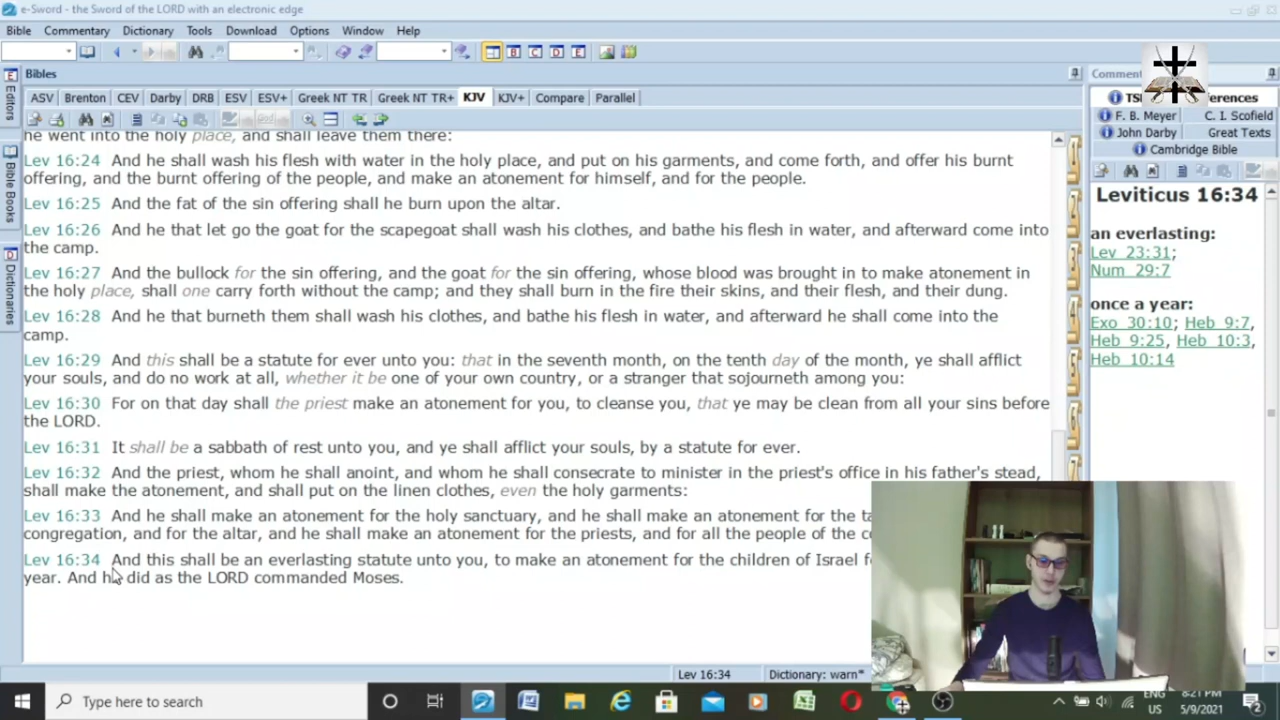 e-Sword - the Sword of the LORD with an electronic edge
Bible Commentary Dictionary Tools Download Options Window Help
Bibles
ASV Brenton CEV Darby DRB ESV ESV+ Greek NT TR Greek NT TR+ KJV KJV+ Compare Parallel
he went into the holy place, and shall leave them there:
Lev 16:24 And he shall wash his flesh with water in the holy place, and put on his garments, and come forth, and offer his burnt
offering, and the burnt offering of the people, and make an atonement for himself, and for the people.
Lev 16:25 And the fat of the sin offering shall he burn upon the altar.
Lev 16:26 And he that let go the goat for the scapegoat shall wash his clothes, and bathe his flesh in water, and afterward come into
the camp.
Lev 16:27 And the bullock for the sin offering, and the goat for the sin offering, whose blood was brought in to make atonement in
the holy place, shall one carry forth without the camp; and they shall burn in the fire their skins, and their flesh, and their dung.
Lev 16:28 And he that burneth them shall wash his clothes, and bathe his flesh in water, and afterward he shall come into the
camp.
Lev 16:29 And this shall be a statute for ever unto you: that in the seventh month, on the tenth day of the month, ye shall afflict
your souls, and do no work at all, whether it be one of your own country, or a stranger that sojourneth among you:
Lev 16:30 For on that day shall the priest make an atonement for you, to cleanse you, that ye may be clean from all your sins before
the LORD.
Lev 16:31 It shall be a sabbath of rest unto you, and ye shall afflict your souls, by a statute for ever.
Lev 16:32 And the priest, whom he shall anoint, and whom he shall consecrate to minister in the priest's office in his father's stead,
shall make the atonement, and shall put on the linen clothes, even the holy garments:
Lev 16:33 And he shall make an atonement for the holy sanctuary, and he shall make an atonement for the
congregation, and for the altar, and he shall make an atonement for the priests, and for all the people of the
Lev 16:34 And this shall be an everlasting statute unto you, to make an atonement for the children of Israel
year. And he did as the LORD commanded Moses.
Editors
Bible Books
Dictionaries
1
2
3
4
5
6
7
F. B. Meyer C. I. Scofield
John Darby Great Texts
Cambridge Bible
Leviticus 16:34
an everlasting:
Lev 23:31;
Num 29:7
once a year:
Exo 30:10; Heb 9:7,
Heb 9:25, Heb 10:3,
Heb 10:14
Lev 16:34 Dictionary: warn*
Type here to search
ENG
US
8:21 PM
5/9/2021
2